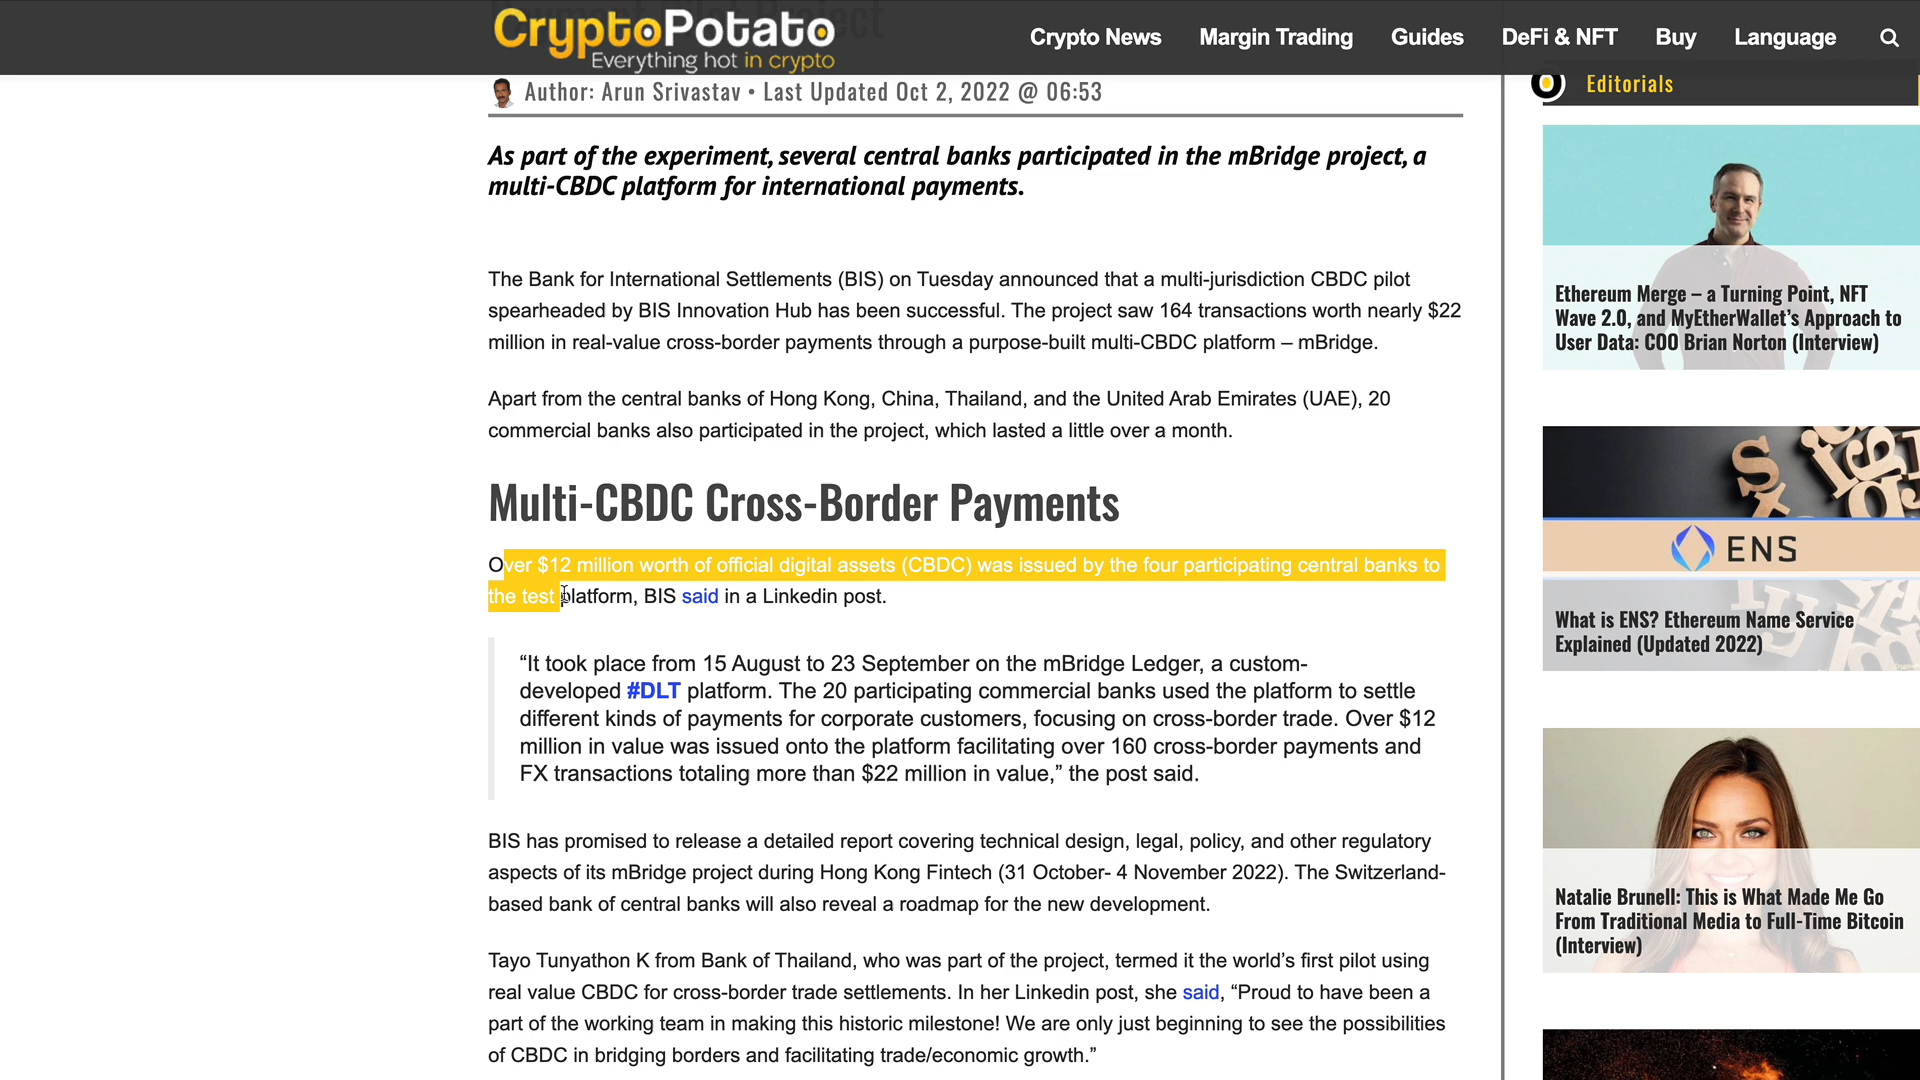 CryptoPotato
Everything hot in crypto
Crypto News
Margin Trading
Guides
DeFi & NFT
Buy
Language
Author: Arun Srivastav • Last Updated Oct 2, 2022 @ 06:53
As part of the experiment, several central banks participated in the mBridge project, a
multi-CBDC platform for international payments.
The Bank for International Settlements (BIS) on Tuesday announced that a multi-jurisdiction CBDC pilot
spearheaded by BIS Innovation Hub has been successful. The project saw 164 transactions worth nearly $22
million in real-value cross-border payments through a purpose-built multi-CBDC platform – mBridge.
Apart from the central banks of Hong Kong, China, Thailand, and the United Arab Emirates (UAE), 20
commercial banks also participated in the project, which lasted a little over a month.
Multi-CBDC Cross-Border Payments
Over $12 million worth of official digital assets (CBDC) was issued by the four participating central banks to
the test platform, BIS said in a Linkedin post.
“It took place from 15 August to 23 September on the mBridge Ledger, a custom-
developed #DLT platform. The 20 participating commercial banks used the platform to settle
different kinds of payments for corporate customers, focusing on cross-border trade. Over $12
million in value was issued onto the platform facilitating over 160 cross-border payments and
FX transactions totaling more than $22 million in value,” the post said.
BIS has promised to release a detailed report covering technical design, legal, policy, and other regulatory
aspects of its mBridge project during Hong Kong Fintech (31 October- 4 November 2022). The Switzerland-
based bank of central banks will also reveal a roadmap for the new development.
Tayo Tunyathon K from Bank of Thailand, who was part of the project, termed it the world’s first pilot using
real value CBDC for cross-border trade settlements. In her Linkedin post, she said, “Proud to have been a
part of the working team in making this historic milestone! We are only just beginning to see the possibilities
of CBDC in bridging borders and facilitating trade/economic growth.”
Editorials
Ethereum Merge – a Turning Point, NFT
Wave 2.0, and MyEtherWallet’s Approach to
User Data: COO Brian Norton (Interview)
ENS
What is ENS? Ethereum Name Service
Explained (Updated 2022)
Natalie Brunell: This is What Made Me Go
From Traditional Media to Full-Time Bitcoin
(Interview)